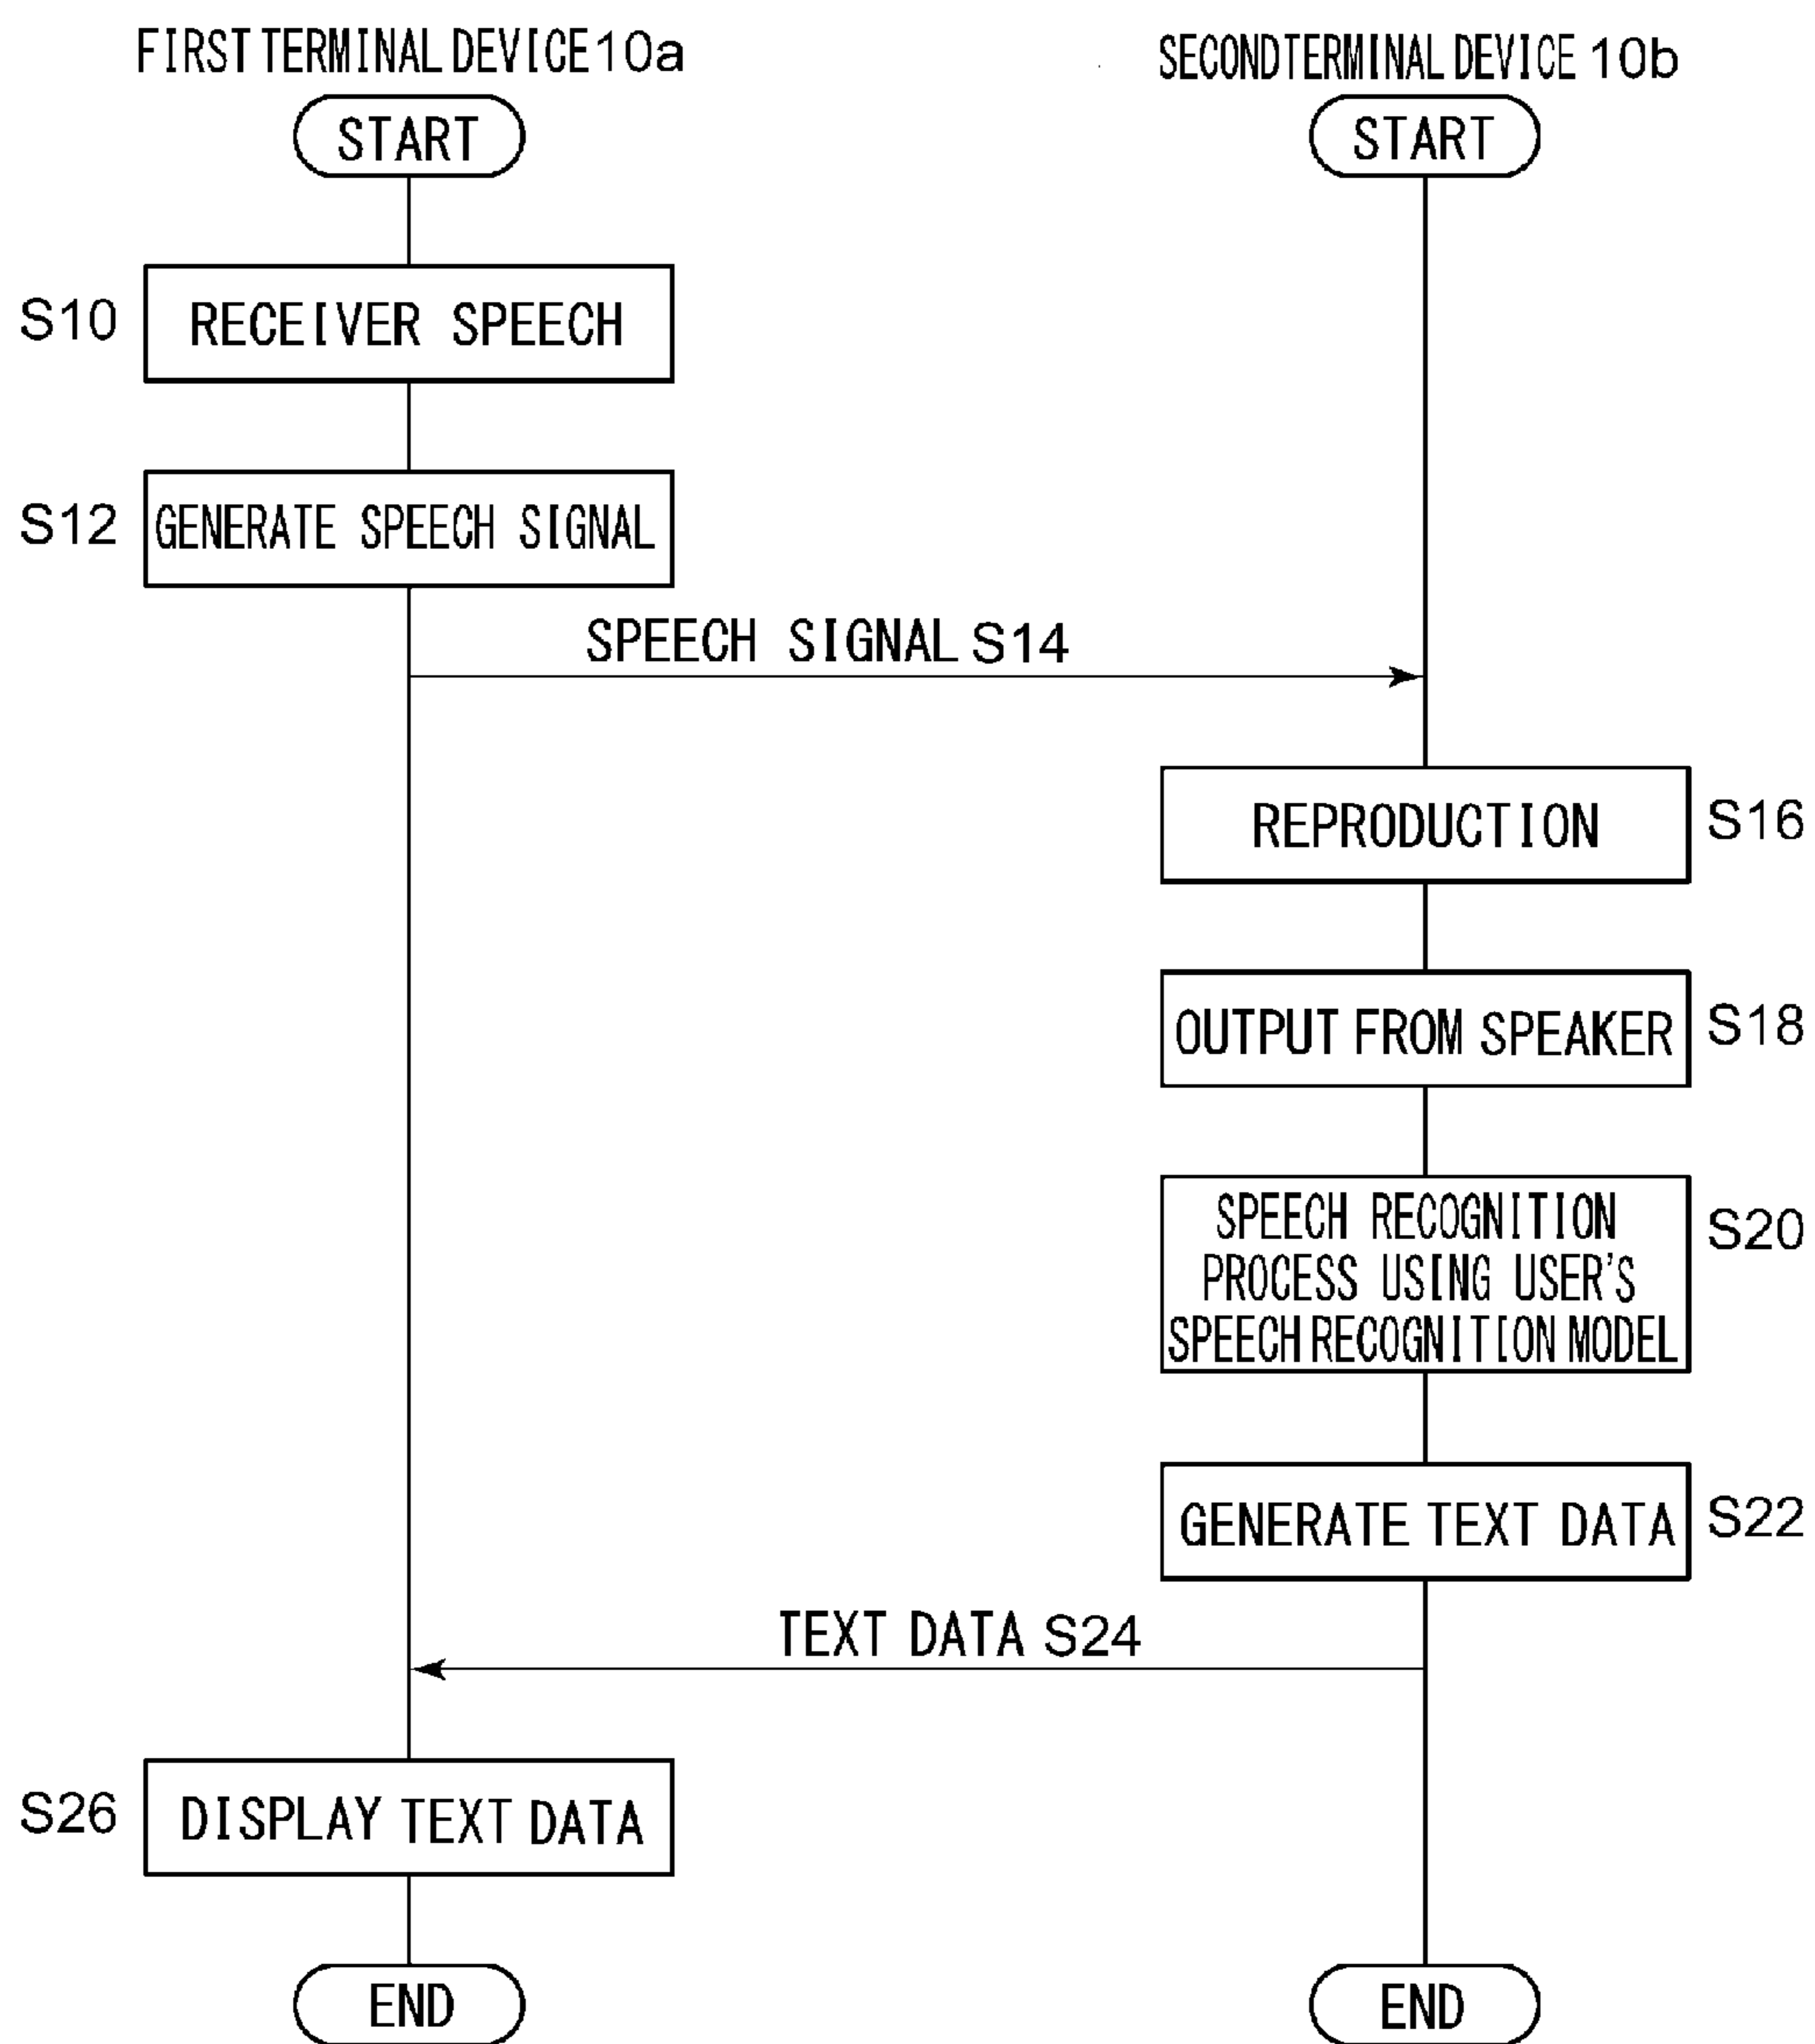 FIRST TERMINAL DEVICE 10a
SECOND TERMINAL DEVICE 10b
START
START
S10
RECEIVER SPEECH
S12
GENERATE SPEECH SIGNAL
SPEECH SIGNAL S14
REPRODUCTION
S16
OUTPUT FROM SPEAKER
S18
SPEECH RECOGNITION
PROCESS USING USER'S
SPEECH RECOGNITION MODEL
S20
GENERATE TEXT DATA
S22
TEXT DATA S24
S26
DISPLAY TEXT DATA
END
END